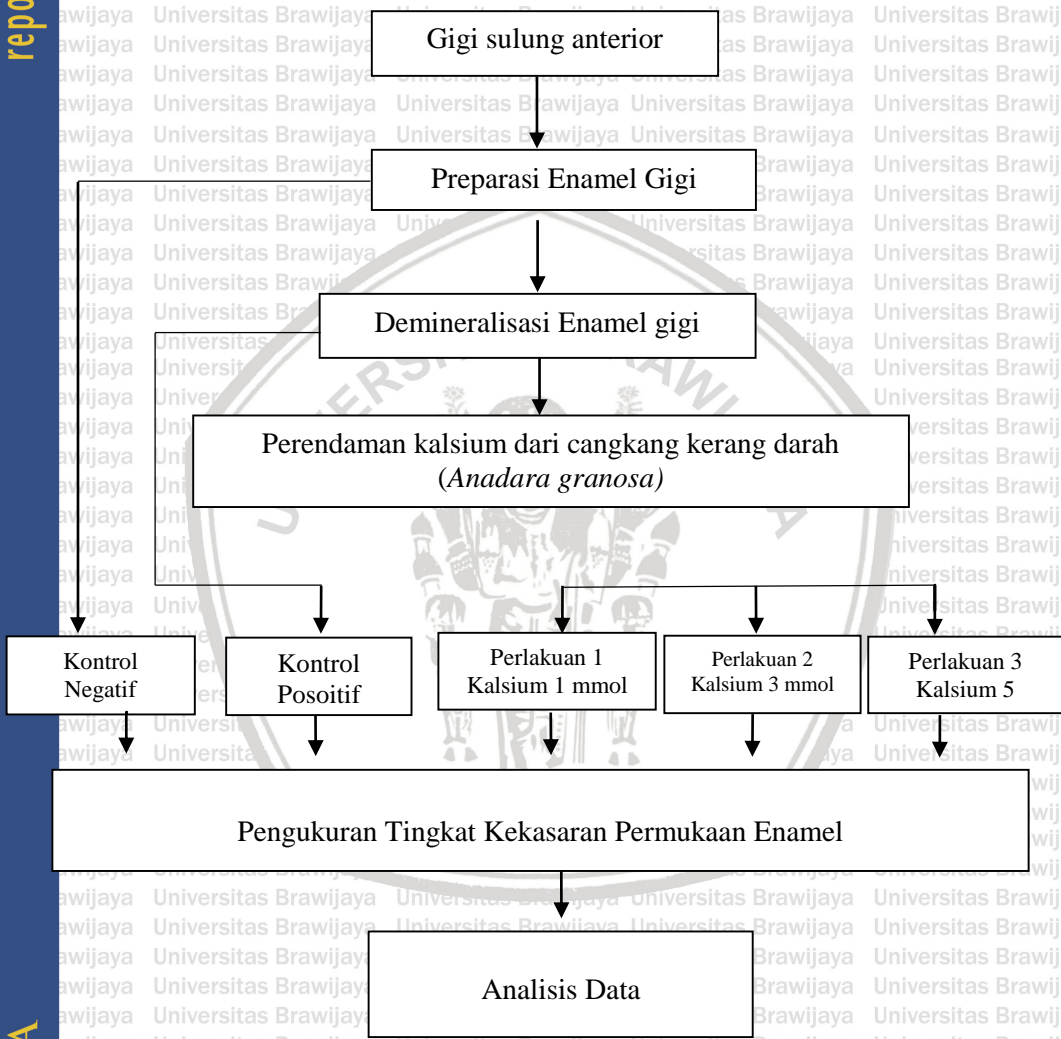 Gigi sulung anterior
Preparasi Enamel Gigi
Demineralisasi Enamel gigi
Perendaman kalsium dari cangkang kerang darah
(Anadara granosa)
Kontrol
Negatif
Kontrol
Posoitif
Perlakuan 1
Kalsium 1 mmol
Perlakuan 2
Kalsium 3 mmol
Perlakuan 3
Kalsium 5
Pengukuran Tingkat Kekasaran Permukaan Enamel
Analisis Data